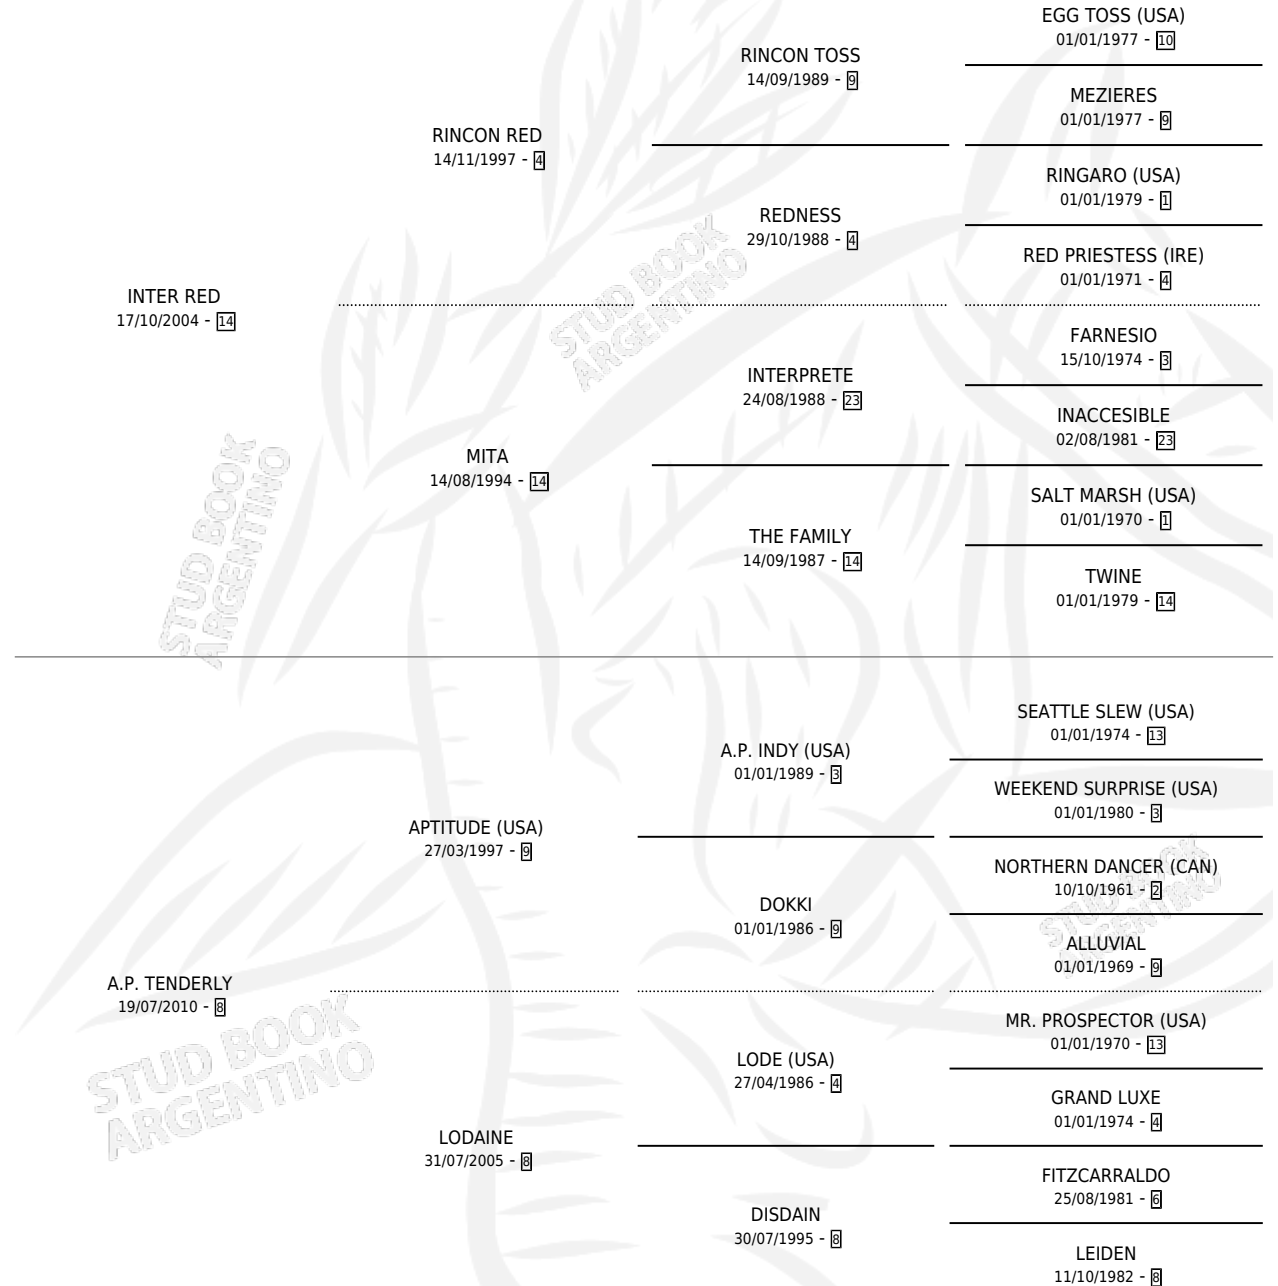 EGG TOSS (USA)
01/01/1977 - 10
RINCON TOSS
14/09/1989 - 9
MEZIERES
01/01/1977 - 9
RINCON RED
14/11/1997 - 4
RINGARO (USA)
01/01/1979 - 1
REDNESS
29/10/1988 - 4
RED PRIESTESS (IRE)
01/01/1971 - 4
INTER RED
17/10/2004 - 14
FARNESIO
15/10/1974 - 3
INTERPRETE
24/08/1988 - 23
INACCESIBLE
02/08/1981 - 23
MITA
14/08/1994 - 14
SALT MARSH (USA)
01/01/1970 - 1
THE FAMILY
14/09/1987 - 14
TWINE
01/01/1979 - 14
SEATTLE SLEW (USA)
01/01/1974 - 13
A.P. INDY (USA)
01/01/1989 - 3
WEEKEND SURPRISE (USA)
01/01/1980 - 3
APTITUDE (USA)
27/03/1997 - 9
NORTHERN DANCER (CAN)
10/10/1961 - 2
DOKKI
01/01/1986 - 9
ALLUVIAL
01/01/1969 - 9
A.P. TENDERLY
19/07/2010 - 8
MR. PROSPECTOR (USA)
01/01/1970 - 13
LODE (USA)
27/04/1986 - 4
GRAND LUXE
01/01/1974 - 4
LODAINE
31/07/2005 - 8
FITZCARRALDO
25/08/1981 - 6
DISDAIN
30/07/1995 - 8
LEIDEN
11/10/1982 - 8
STUD BOOK
ARGENTINO
STUD BOOK
ARGENTINO
STUD BOOK
ARGENTINO
STUD BOOK
ARGENTINO